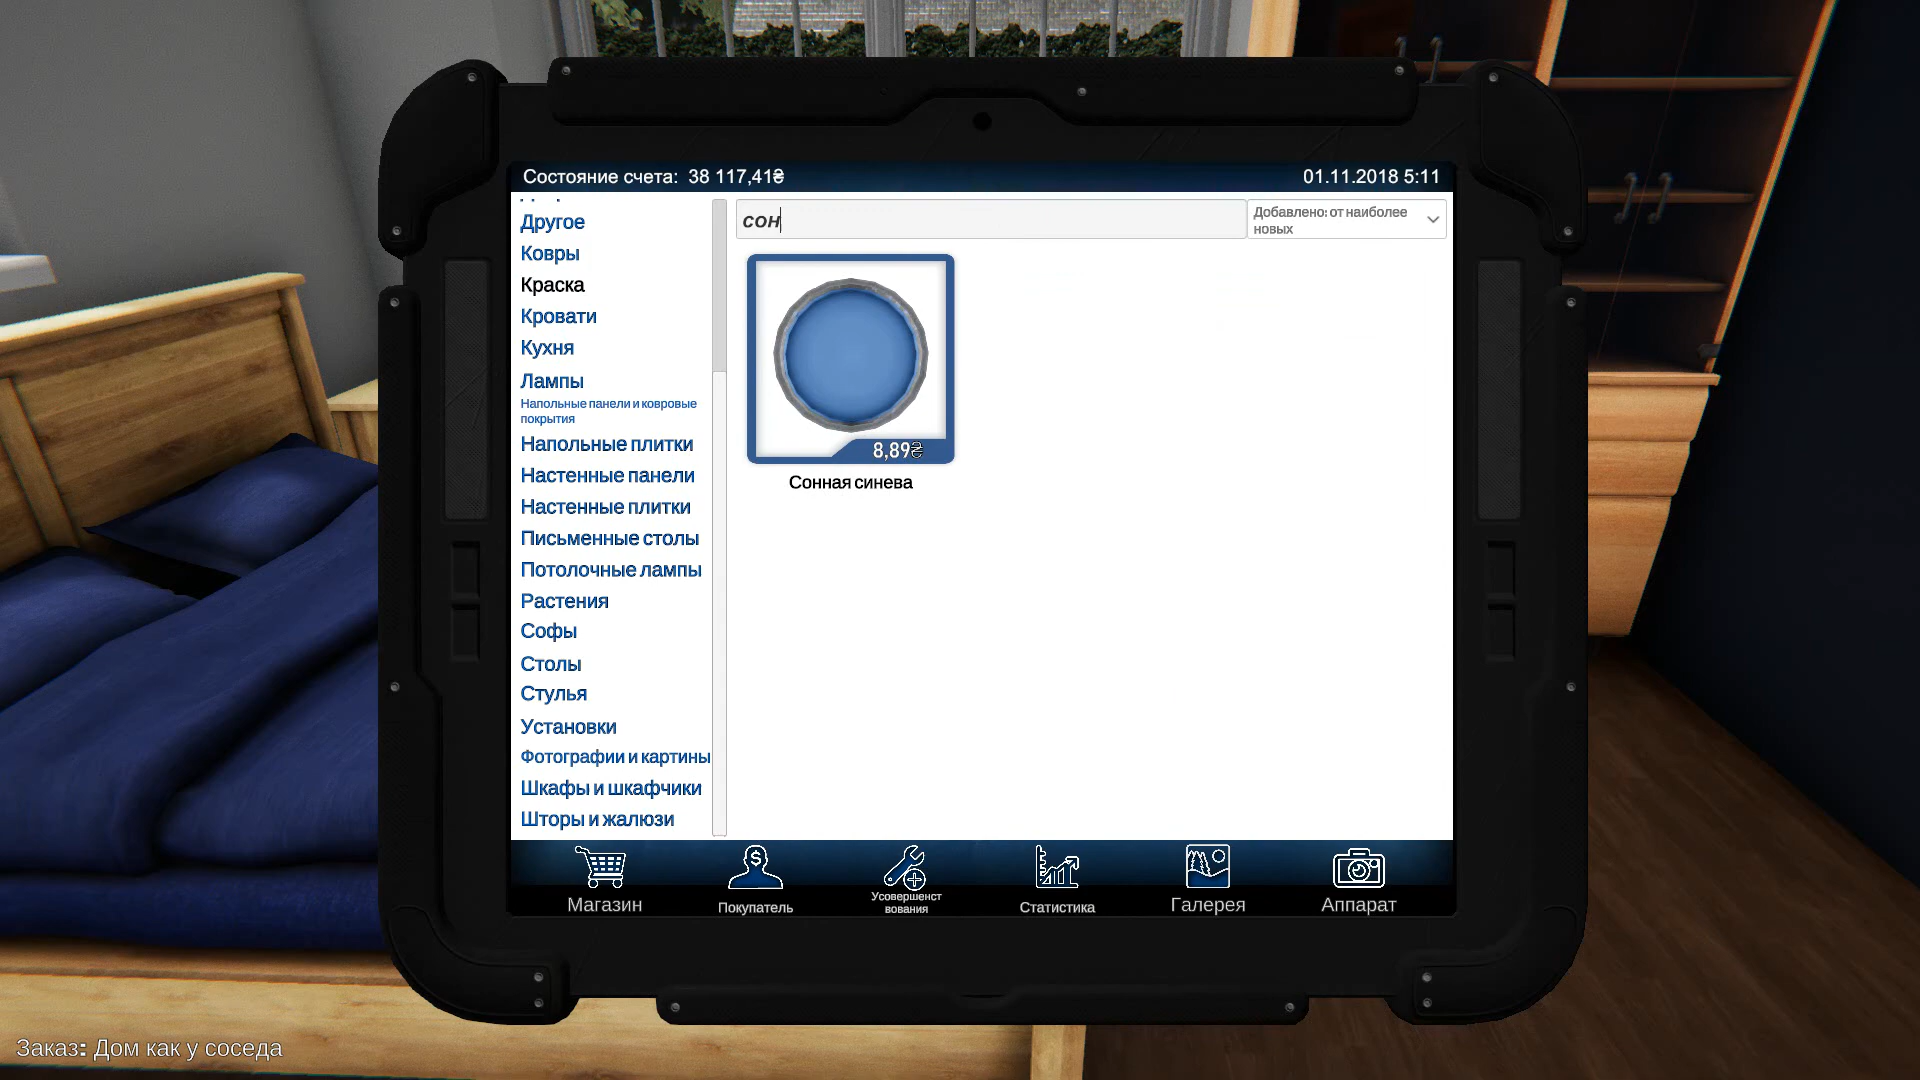 Состояние счета: 38 117,41₴
01.11.2018 5:11
Другое
Ковры
Краска
Кровати
Кухня
Лампы
Напольные панели и ковровые
покрытия
Напольные плитки
Настенные панели
Настенные плитки
Письменные столы
Потолочные лампы
Растения
Софы
Столы
Стулья
Установки
Фотографии и картины
Шкафы и шкафчики
Шторы и жалюзи
сон
Добавлено: от наиболее
новых
8,89₴
Сонная синева
Магазин
Покупатель
Усовершенст
вования
Статистика
Галерея
Аппарат
Заказ: Дом как у соседа